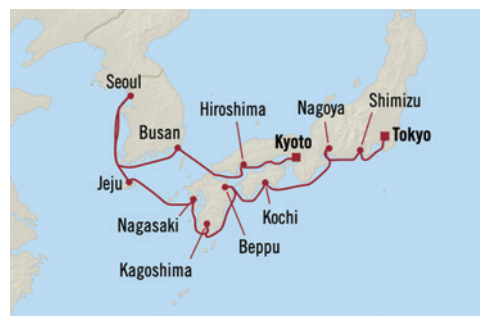 Seoul
Hiroshima
Nagoya
Shimizu
Busan
Kyoto
Tokyo
Jeju
Nagasaki
Kochi
Beppu
Kagoshima